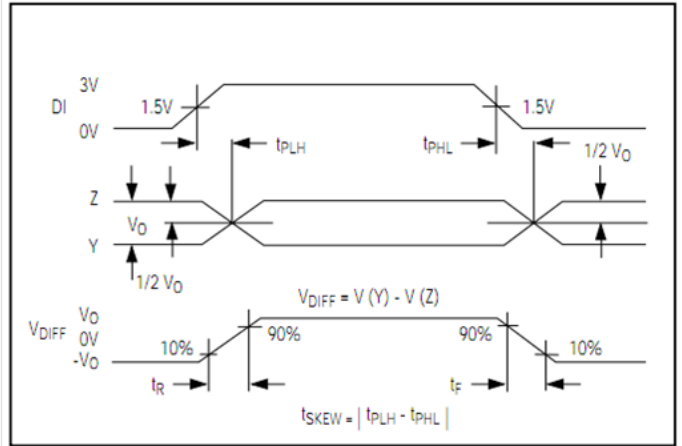 3V
DI 1.5V 1.5V
0V
tPLH tPHL 1/2 VO
Z
VO
Y
1/2 VO
VDIFF = V (Y) - V (Z)
VO
VDIFF 0V 90% 90%
10% 10%
-VO
tR tF
tSKEW = | tPLH - tPHL |